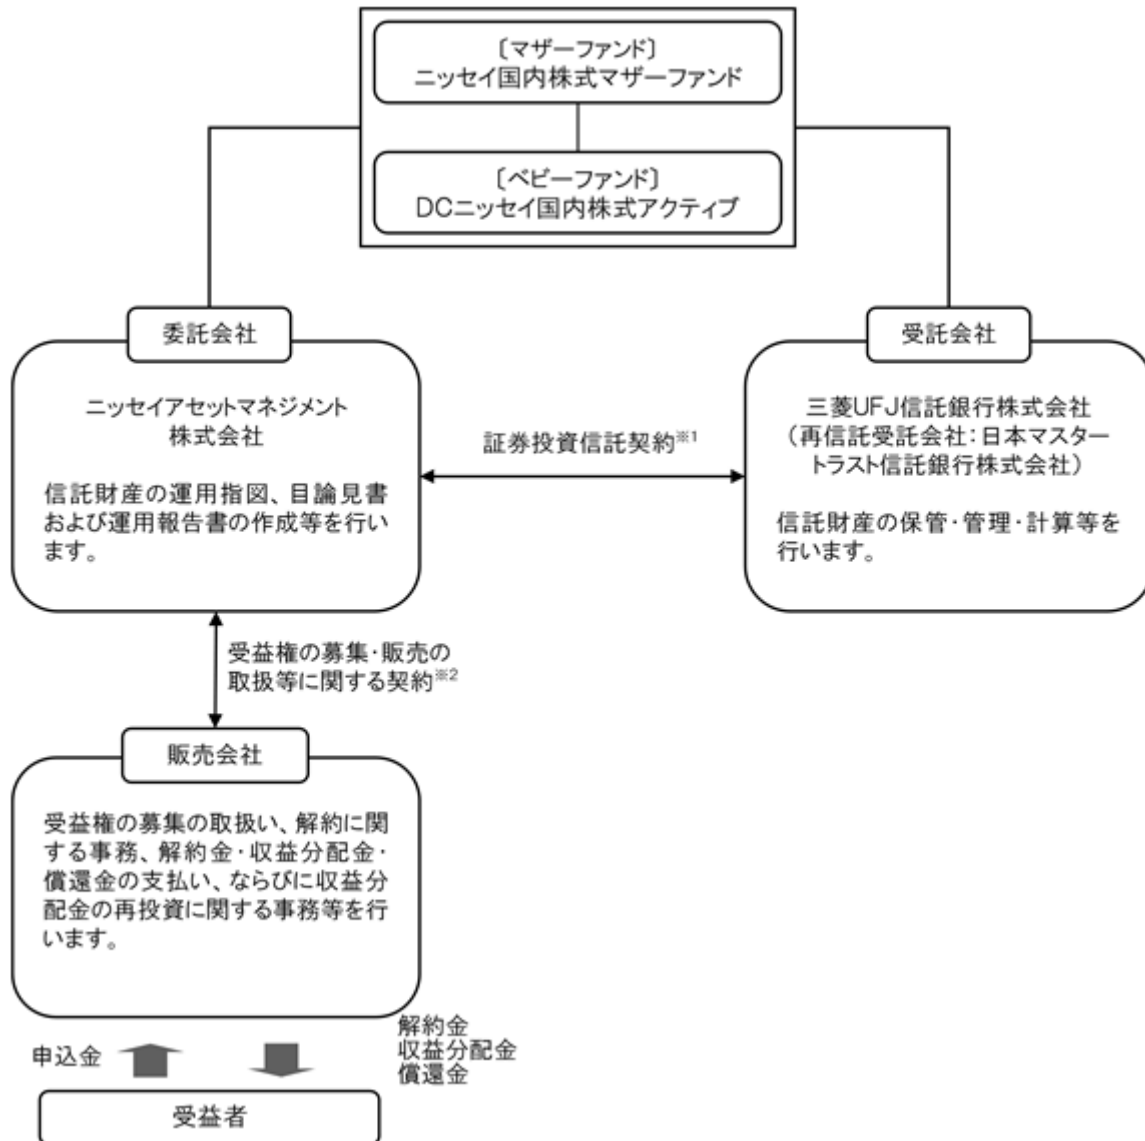 〔マザーファンド〕
ニッセイ国内株式マザーファンド
〔ベビーファンド〕
DCニッセイ国内株式アクティブ
委託会社
ニッセイアセットマネジメント
株式会社
信託財産の運用指図、目論見書
および運用報告書の作成等を行い
ます。
証券投資信託契約※1
受託会社
三菱UFJ信託銀行株式会社
（再信託受託会社：日本マスター
トラスト信託銀行株式会社）
信託財産の保管・管理・計算等を
行います。
受益権の募集・販売の
取扱等に関する契約※2
販売会社
受益権の募集の取扱い、解約に関
する事務、解約金・収益分配金・
償還金の支払い、ならびに収益分
配金の再投資に関する事務等を行
います。
申込金
解約金
収益分配金
償還金
受益者